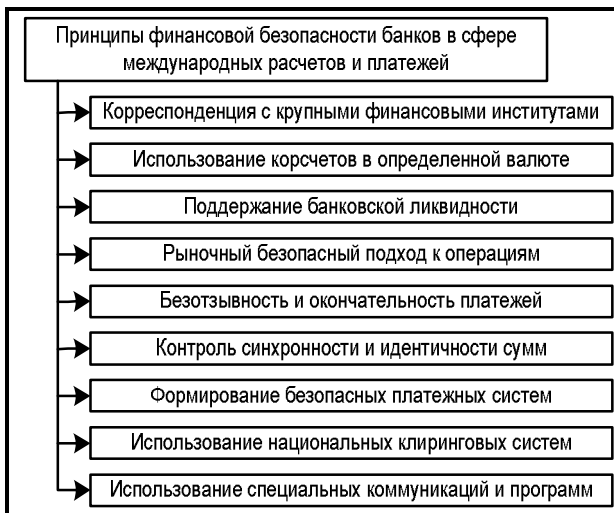 Принципы финансовой безопасности банков в сфере
международных расчетов и платежей
Корреспонденция с крупными финансовыми институтами
Использование корсчетов в определенной валюте
Поддержание банковской ликвидности
Рыночный безопасный подход к операциям
Безотзывность и окончательность платежей
Контроль синхронности и идентичности сумм
Формирование безопасных платежных систем
Использование национальных клиринговых систем
Использование специальных коммуникаций и программ